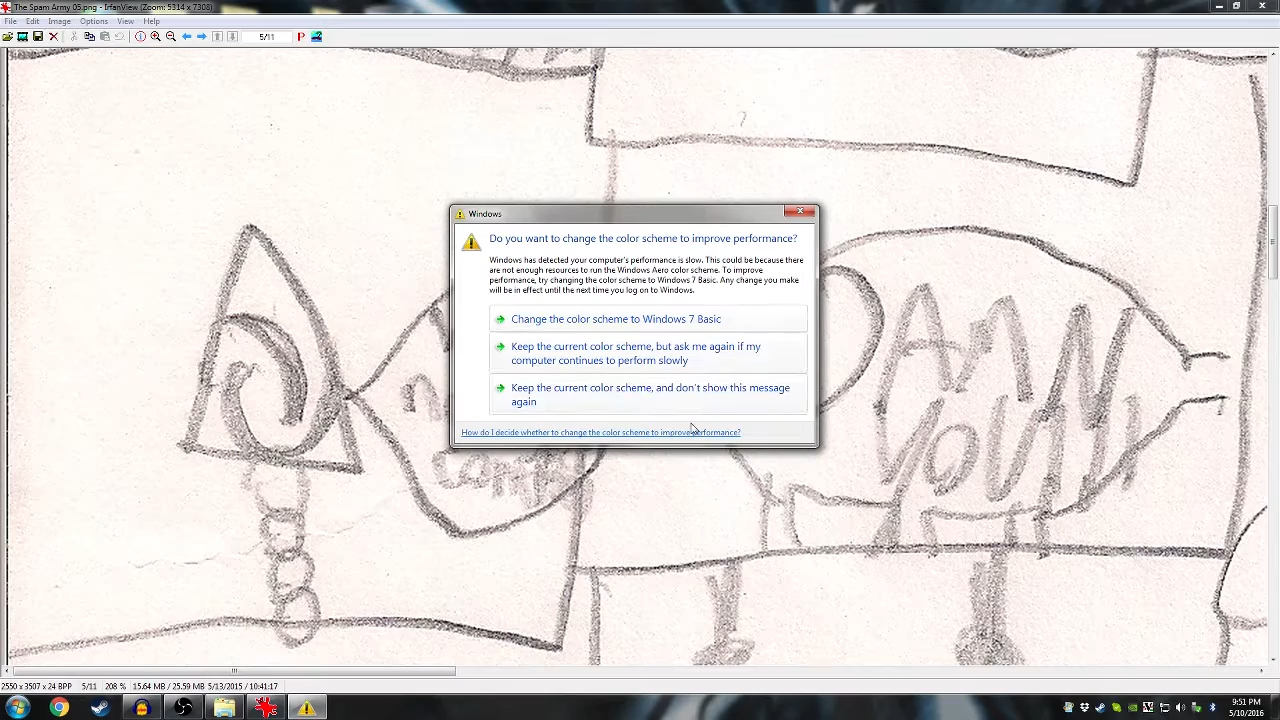 The Spam Army 05.png - IrfanView (Zoom: 5314 x 7308)
File Edit Image Options View Help
5/11
Windows
Do you want to change the color scheme to improve performance?
Windows has detected your computer's performance is slow. This could be because there
are not enough resources to run the Windows Aero color scheme. To improve
performance, try changing the color scheme to Windows 7 Basic. Any change you make
will be in effect until the next time you log on to Windows.
Change the color scheme to Windows 7 Basic
Keep the current color scheme, but ask me again if my
computer continues to perform slowly
Keep the current color scheme, and don't show this message
again
How do I decide whether to change the color scheme to improve performance?
2550 x 3507 x 24 BPP 5/11 208 % 15.64 MB / 25.59 MB 5/13/2015 / 10:41:17
9:51 PM
5/10/2016